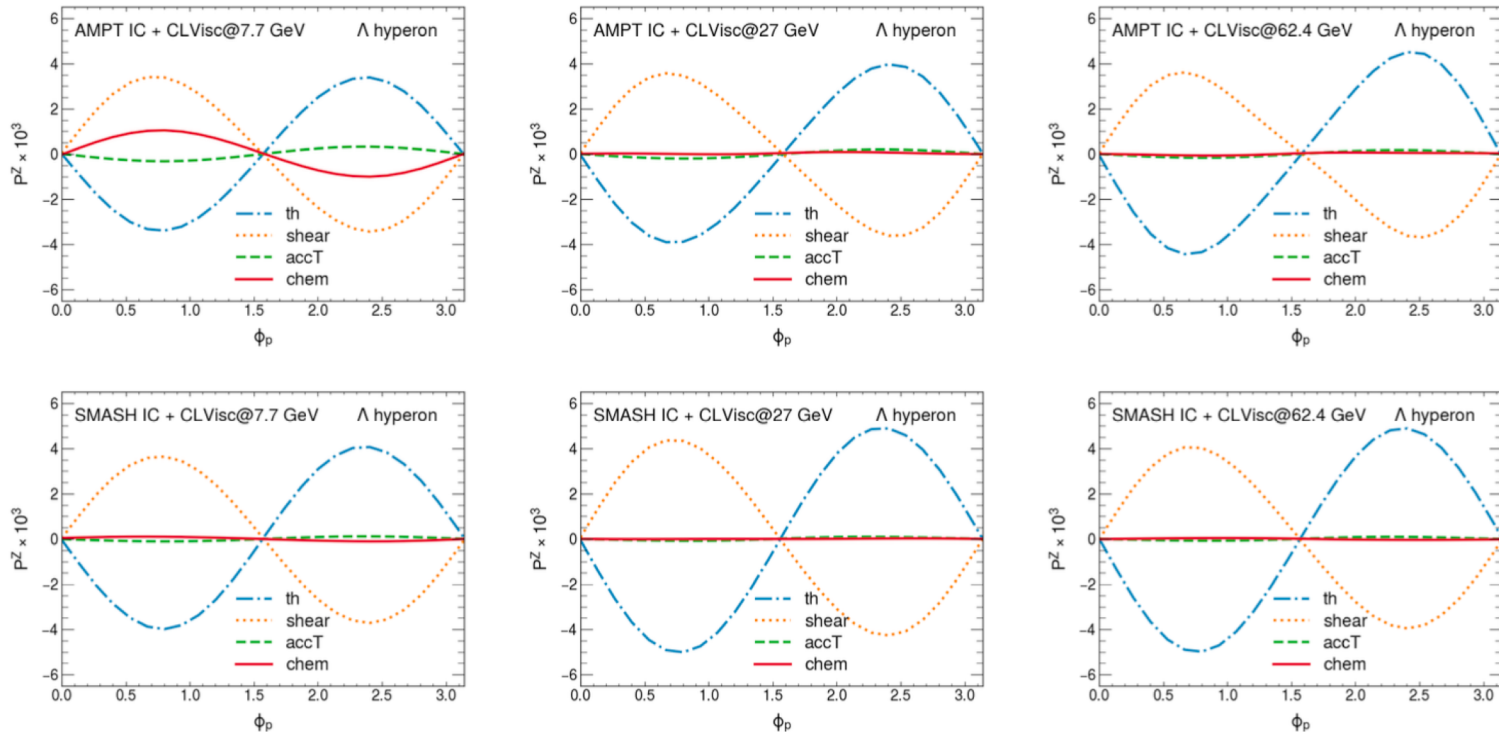 AMPT IC + CLVisc@7.7 GeV Λ hyperon
6
4
2
0
−2
−4
−6
P^Z × 10^3
th
shear
accT
chem
0.0 0.5 1.0 1.5 2.0 2.5 3.0
ϕ_p
AMPT IC + CLVisc@27 GeV Λ hyperon
6
4
2
0
−2
−4
−6
P^Z × 10^3
th
shear
accT
chem
0.0 0.5 1.0 1.5 2.0 2.5 3.0
ϕ_p
AMPT IC + CLVisc@62.4 GeV Λ hyperon
6
4
2
0
−2
−4
−6
P^Z × 10^3
th
shear
accT
chem
0.0 0.5 1.0 1.5 2.0 2.5 3.0
ϕ_p
SMASH IC + CLVisc@7.7 GeV Λ hyperon
6
4
2
0
−2
−4
−6
P^Z × 10^3
th
shear
accT
chem
0.0 0.5 1.0 1.5 2.0 2.5 3.0
ϕ_p
SMASH IC + CLVisc@27 GeV Λ hyperon
6
4
2
0
−2
−4
−6
P^Z × 10^3
th
shear
accT
chem
0.0 0.5 1.0 1.5 2.0 2.5 3.0
ϕ_p
SMASH IC + CLVisc@62.4 GeV Λ hyperon
6
4
2
0
−2
−4
−6
P^Z × 10^3
th
shear
accT
chem
0.0 0.5 1.0 1.5 2.0 2.5 3.0
ϕ_p